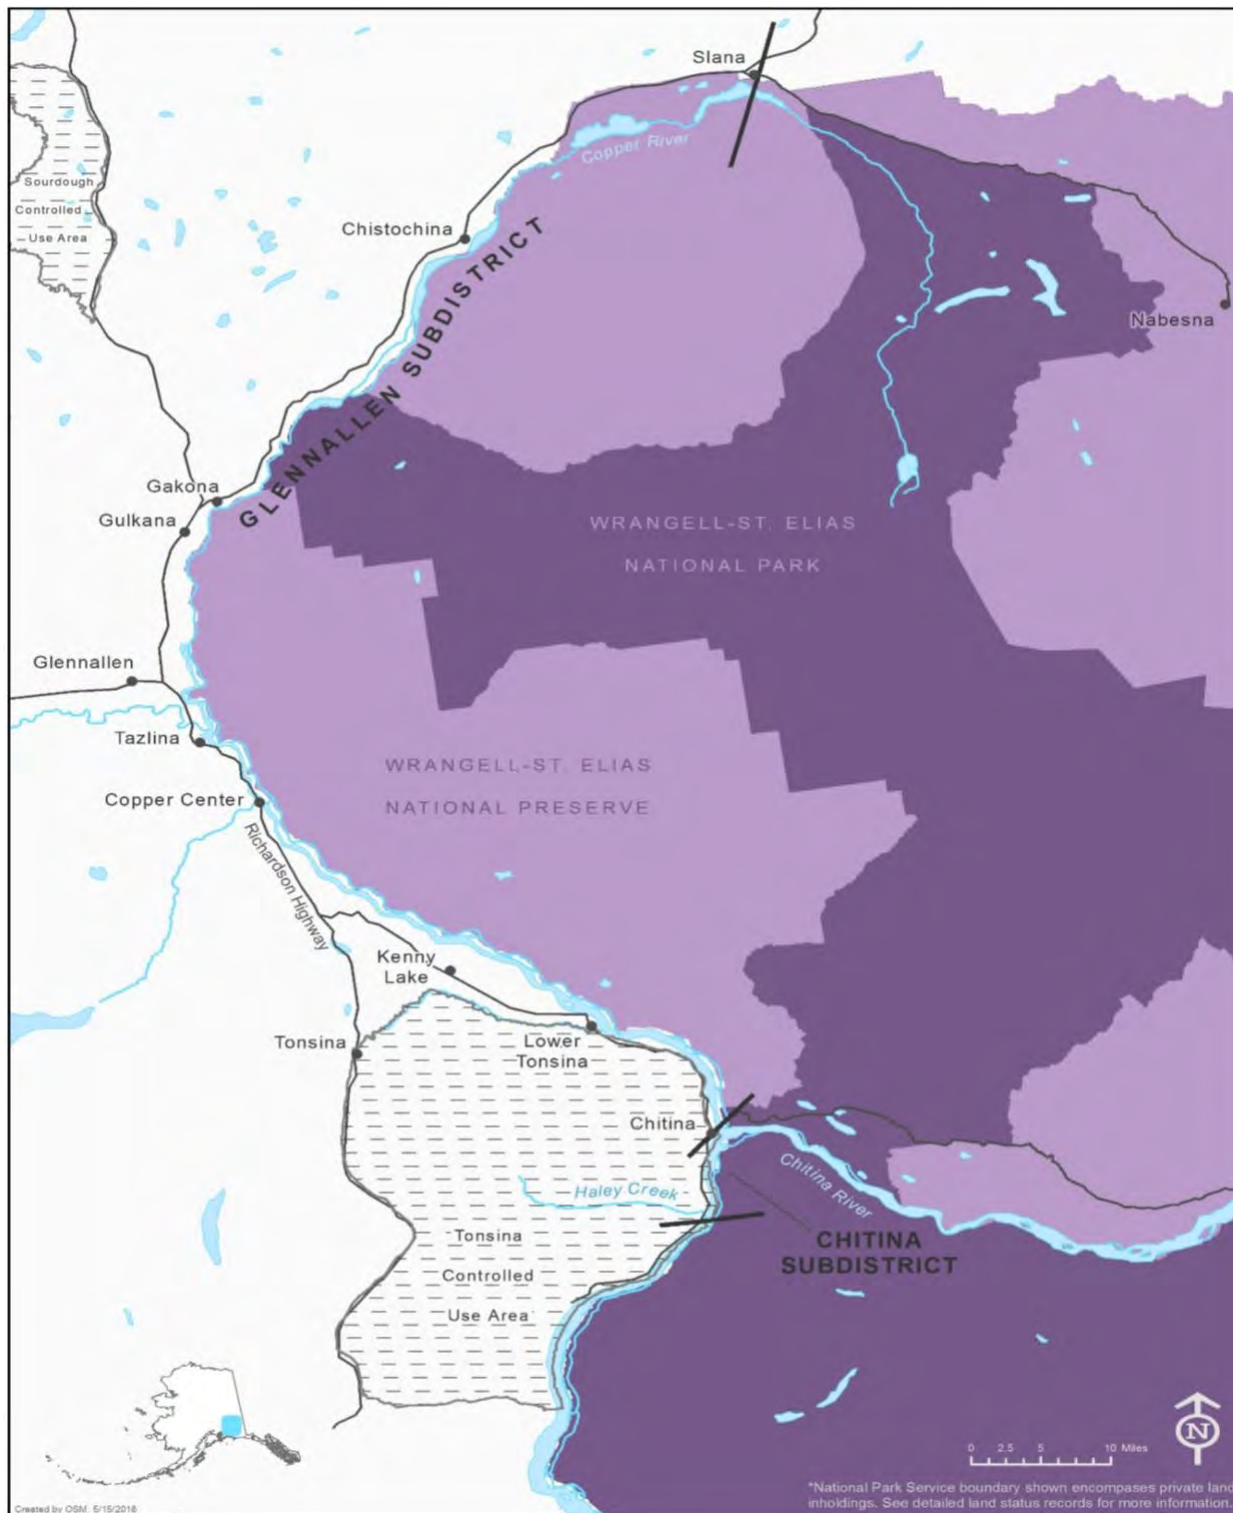 Slana
Copper River
Sourdough
Controlled
Use Area
Chistochina
GLENNALLEN SUBDISTRICT
Nabesna
Gakona
Gulkana
WRANGELL-ST. ELIAS
NATIONAL PARK
Glennallen
Tazlina
WRANGELL-ST. ELIAS
NATIONAL PRESERVE
Copper Center
Richardson Highway
Kenny
Lake
Tonsina
Lower
Tonsina
Chitina
Chitina River
Haley Creek
Tonsina
Controlled
Use Area
CHITINA
SUBDISTRICT
N
0 2.5 5 10 Miles
*National Park Service boundary shown encompasses private land
inholdings. See detailed land status records for more information.
Created by OSM. 5/15/2018